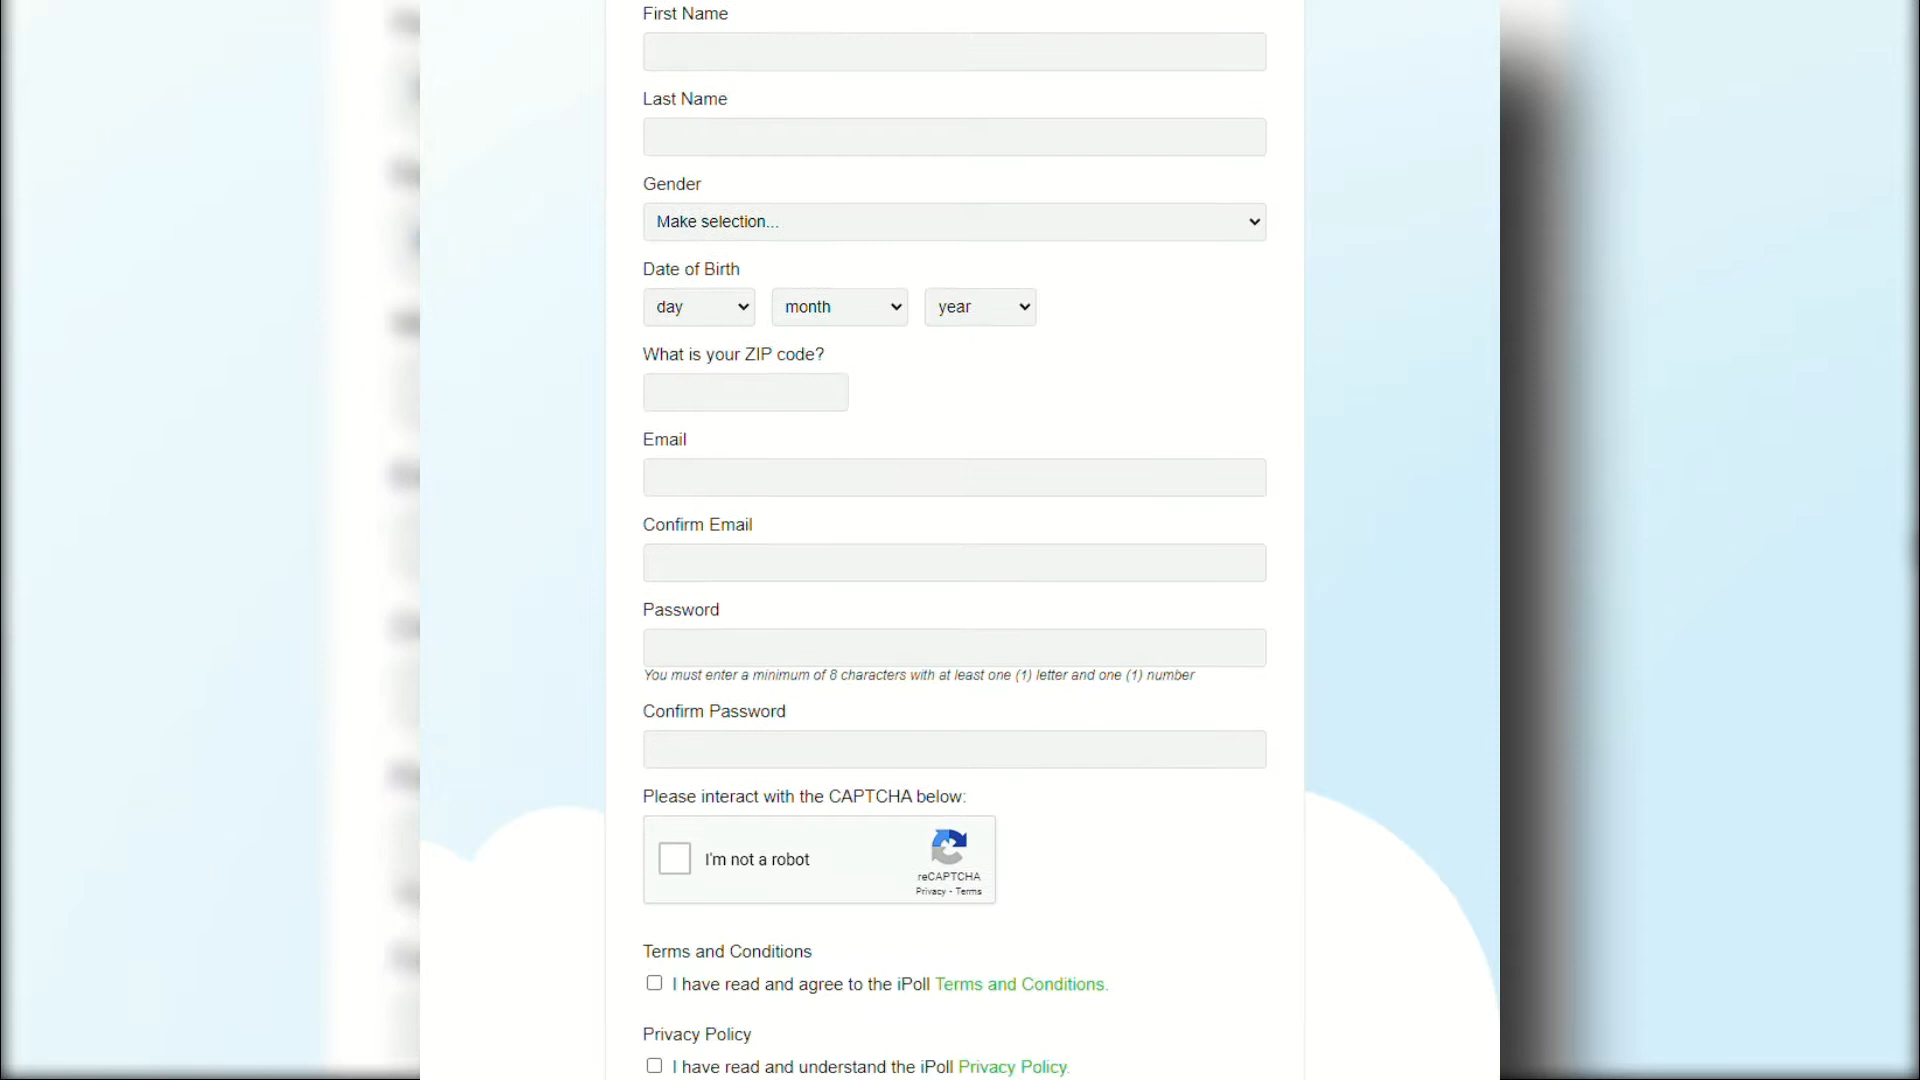 First Name
Last Name
Gender
Make selection...
Date of Birth
day month year
What is your ZIP code?
Email
Confirm Email
Password
You must enter a minimum of 8 characters with at least one (1) letter and one (1) number
Confirm Password
Please interact with the CAPTCHA below:
I'm not a robot
reCAPTCHA
Privacy - Terms
Terms and Conditions
I have read and agree to the iPoll Terms and Conditions.
Privacy Policy
I have read and understand the iPoll Privacy Policy.